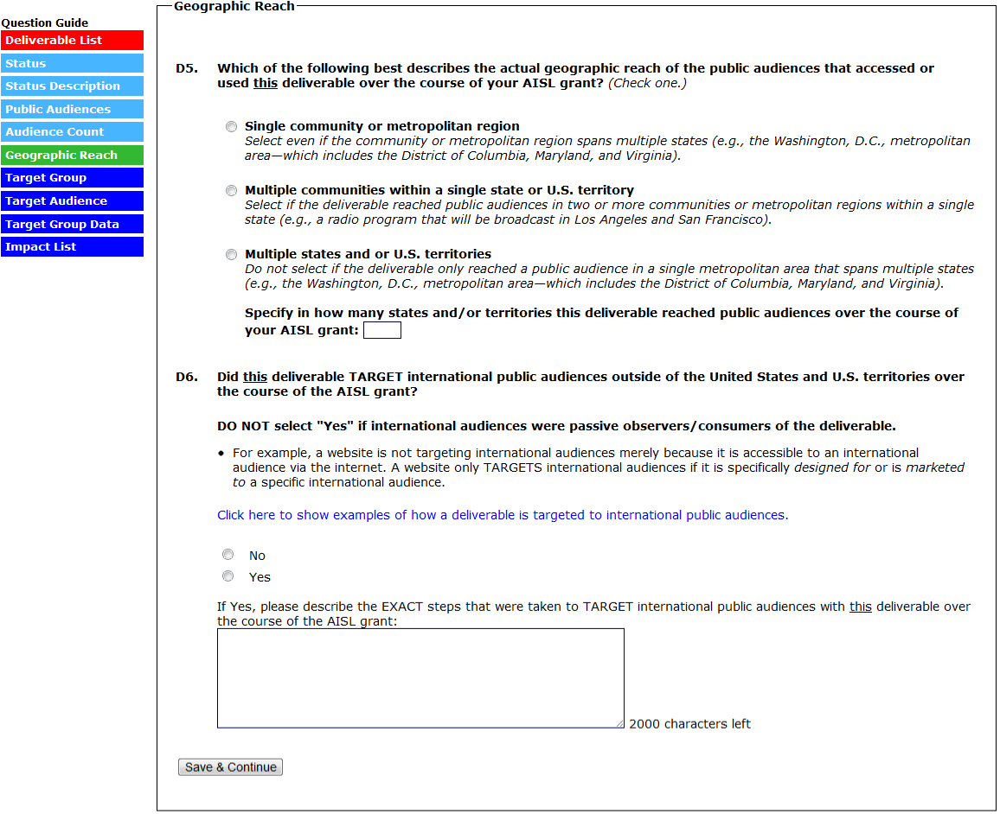 Question Guide
Deliverable List
Status
Status Description
Public Audiences
Audience Count
Geographic Reach
Target Group
Target Audience
Target Group Data
Impact List
Geographic Reach
D5. Which of the following best describes the actual geographic reach of the public audiences that accessed or
used this deliverable over the course of your AISL grant? (Check one.)
Single community or metropolitan region
Select even if the community or metropolitan region spans multiple states (e.g., the Washington, D.C., metropolitan
area—which includes the District of Columbia, Maryland, and Virginia).
Multiple communities within a single state or U.S. territory
Select if the deliverable reached public audiences in two or more communities or metropolitan regions within a single
state (e.g., a radio program that will be broadcast in Los Angeles and San Francisco).
Multiple states and or U.S. territories
Do not select if the deliverable only reached a public audience in a single metropolitan area that spans multiple states
(e.g., the Washington, D.C., metropolitan area—which includes the District of Columbia, Maryland, and Virginia).
Specify in how many states and/or territories this deliverable reached public audiences over the course of
your AISL grant:
D6. Did this deliverable TARGET international public audiences outside of the United States and U.S. territories over
the course of the AISL grant?
DO NOT select "Yes" if international audiences were passive observers/consumers of the deliverable.
• For example, a website is not targeting international audiences merely because it is accessible to an international
audience via the internet. A website only TARGETS international audiences if it is specifically designed for or is marketed
to a specific international audience.
Click here to show examples of how a deliverable is targeted to international public audiences.
No
Yes
If Yes, please describe the EXACT steps that were taken to TARGET international public audiences with this deliverable over
the course of the AISL grant:
2000 characters left
Save & Continue